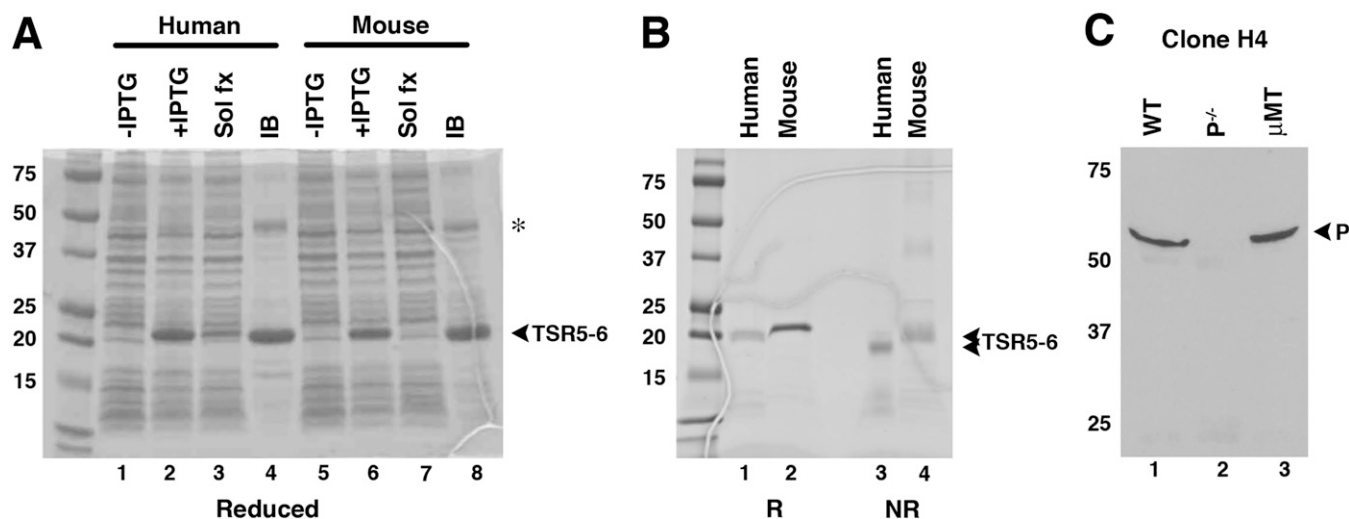 A
Human
Mouse
-IPTG
+IPTG
Sol fx
IB
-IPTG
+IPTG
Sol fx
IB
75
50
37
25
20
15
*
TSR5-6
1 2 3 4 5 6 7 8
Reduced
B
Human
Mouse
Human
Mouse
75
50
37
25
20
15
TSR5-6
1 2 3 4
R NR
C
Clone H4
WT
P-/-
μMT
75
50
37
25
P
1 2 3